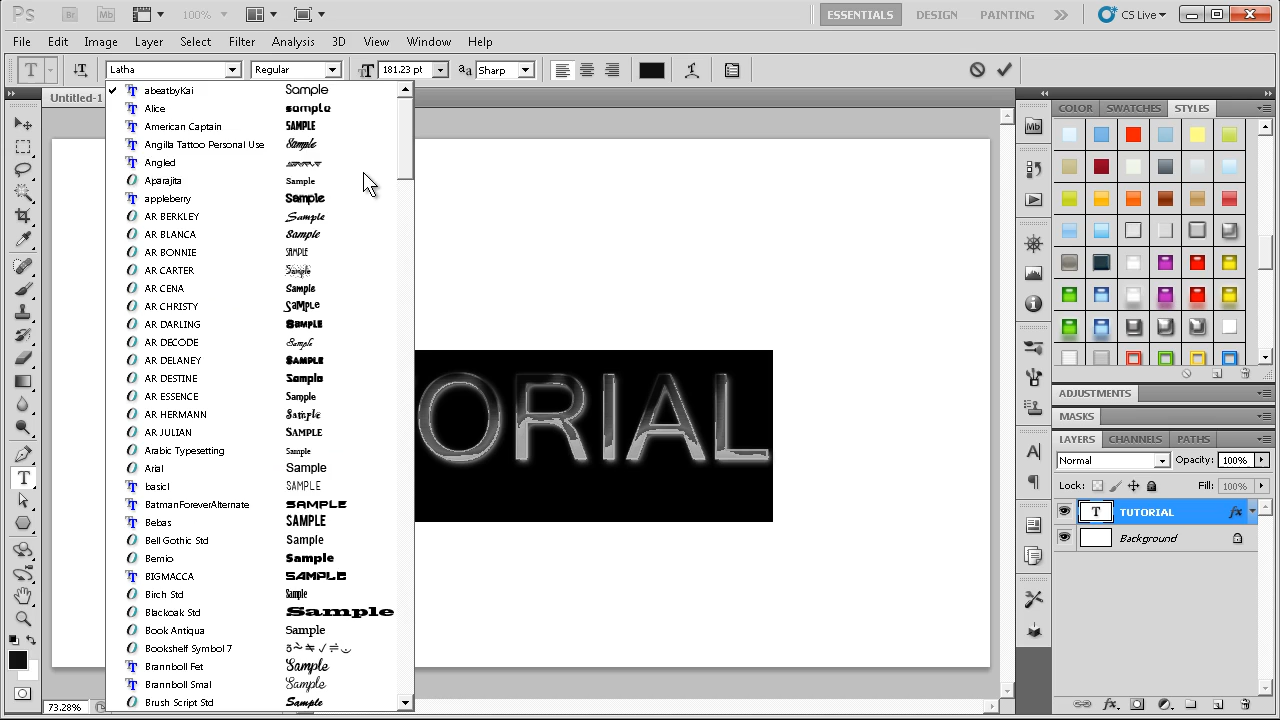 Ps Br Mb 100% ESSENTIALS DESIGN PAINTING CS Live
File Edit Image Layer Select Filter Analysis 3D View Window Help
T Latha Regular 181.23 pt Sharp
Untitled-1
abeatbyKai Sample
Alice sample
American Captain SAMPLE
Angilla Tattoo Personal Use Sample
Angled
Aparajita Sample
appleberry Sample
AR BERKLEY Sample
AR BLANCA Sample
AR BONNIE SAMPLE
AR CARTER Sample
AR CENA Sample
AR CHRISTY SaMple
AR DARLING SAMPLE
AR DECODE Sample
AR DELANEY SAMPLE
AR DESTINE Sample
AR ESSENCE Sample
AR HERMANN Sample
AR JULIAN SAMPLE
Arabic Typesetting Sample
Arial Sample
basicl SAMPLE
BatmanForeverAlternate SAMPLE
Bebas SAMPLE
Bell Gothic Std Sample
Bernio Sample
BIGMACCA SAMPLE
Birch Std Sample
Blackoak Std Sample
Book Antiqua Sample
Bookshelf Symbol 7
Brannboll Fet Sample
Brannboll Smal Sample
Brush Script Std Sample
ORIAL
73.28%
COLOR SWATCHES STYLES
ADJUSTMENTS
MASKS
LAYERS CHANNELS PATHS
Normal Opacity: 100%
Lock: Fill: 100%
T TUTORIAL fx
Background